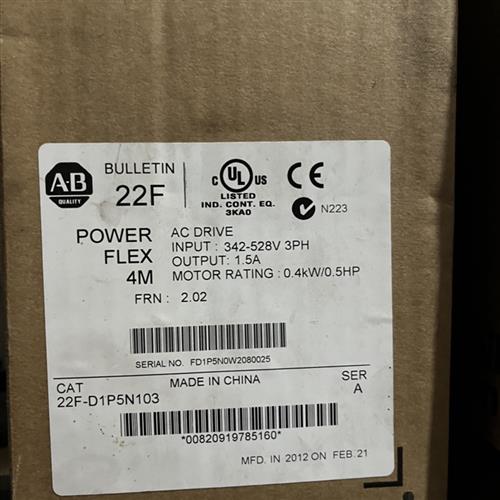 A·B
QUALITY
BULLETIN
22F
C UL US
LISTED
IND. CONT. EQ.
3KA0
CE
N223
POWER
FLEX
4M
AC DRIVE
INPUT : 342-528V 3PH
OUTPUT: 1.5A
MOTOR RATING : 0.4kW/0.5HP
FRN : 2.02
SERIAL NO. FD1P5N0W2080025
CAT
22F-D1P5N103
MADE IN CHINA
SER
A
*00820919785160*
MFD. IN 2012 ON FEB. 21